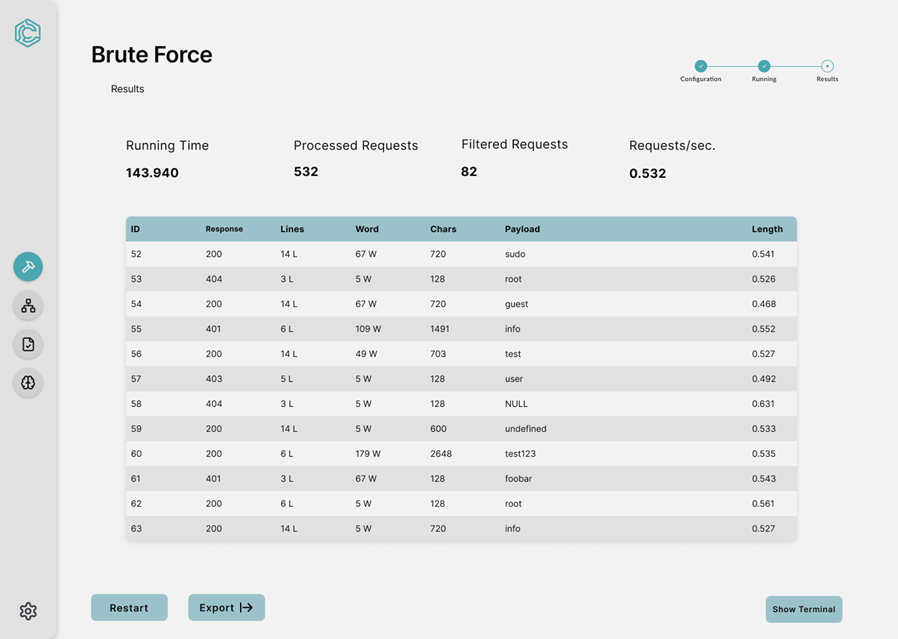 Brute Force
Configuration Running Results
Results
Running Time Processed Requests Filtered Requests Requests/sec.
143.940 532 82 0.532
ID Response Lines Word Chars Payload Length
52 200 14 L 67 W 720 sudo 0.541
53 404 3 L 5 W 128 root 0.526
54 200 14 L 67 W 720 guest 0.468
55 401 6 L 109 W 1491 info 0.552
56 200 14 L 49 W 703 test 0.527
57 403 5 L 5 W 128 user 0.492
58 404 3 L 5 W 128 NULL 0.631
59 200 14 L 5 W 600 undefined 0.533
60 200 6 L 179 W 2648 test123 0.535
61 401 3 L 67 W 128 foobar 0.543
62 200 6 L 5 W 128 root 0.561
63 200 14 L 5 W 720 info 0.527
Restart Export Show Terminal